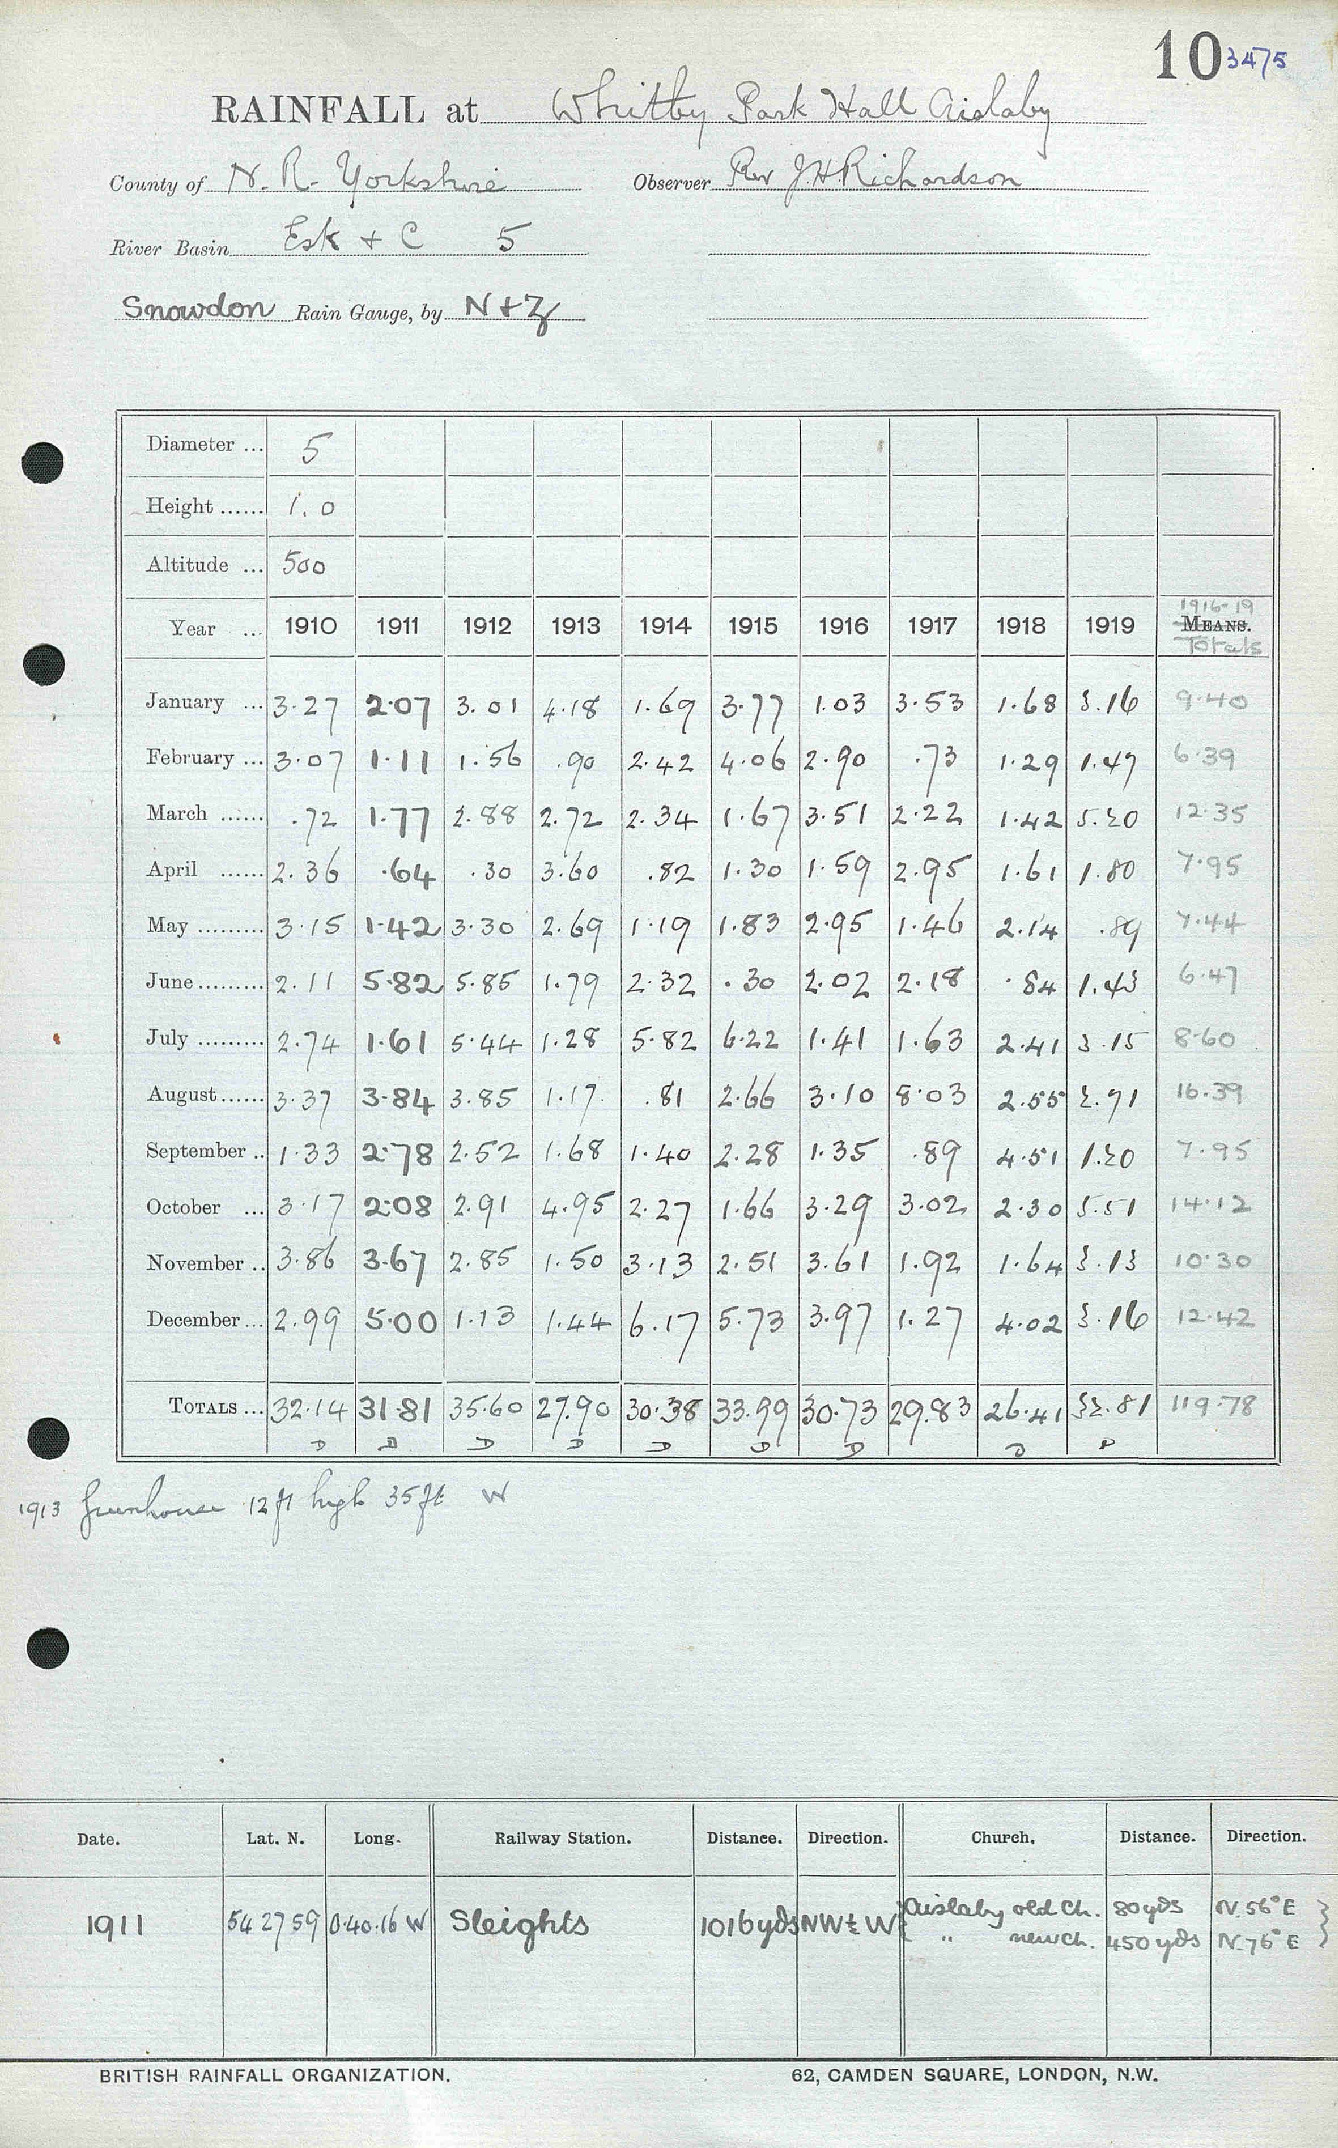 10 3475
RAINFALL at Whitby Park Hall Aislaby
County of N. R. Yorkshire Observer Rev J.H.Richardson
River Basin Esk + C 5
Snowdon Rain Gauge, by N + Z
Diameter ... 5
Height ...... 1.0
Altitude ... 500
1916-19
Year ... 1910 1911 1912 1913 1914 1915 1916 1917 1918 1919 MEANS.
Totals
January ... 3.27 2.07 3.01 4.18 1.69 3.77 1.03 3.53 1.68 3.16 9.40
February ... 3.07 1.11 1.56 .90 2.42 4.06 2.90 .73 1.29 1.47 6.39
March ...... .72 1.77 2.88 2.72 2.34 1.67 3.51 2.22 1.42 5.20 12.35
April ...... 2.36 .64 .30 3.60 .82 1.30 1.59 2.95 1.61 1.80 7.95
May ......... 3.15 1.42 3.30 2.69 1.19 1.83 2.95 1.46 2.14 .89 7.44
June ......... 2.11 5.82 5.85 1.79 2.32 .30 2.02 2.18 .84 1.43 6.47
July ......... 2.74 1.61 5.44 1.28 5.82 6.22 1.41 1.63 2.41 3.15 8.60
August ...... 3.37 3.84 3.85 1.17 .81 2.66 3.10 8.03 2.55 2.71 16.39
September .. 1.33 2.78 2.52 1.68 1.40 2.28 1.35 .89 4.51 1.20 7.95
October ... 3.17 2.08 2.91 4.95 2.27 1.66 3.29 3.02 2.30 5.51 14.12
November .. 3.86 3.67 2.85 1.50 3.13 2.51 3.61 1.92 1.64 3.13 10.30
December ... 2.99 5.00 1.13 1.44 6.17 5.73 3.97 1.27 4.02 3.16 12.42
TOTALS ... 32.14 31.81 35.60 27.90 30.38 33.99 30.73 29.83 26.41 32.81 119.78
D D D D D D D D D
1913 Greenhouse 12 ft high 35 ft W
Date. Lat. N. Long. Railway Station. Distance. Direction. Church. Distance. Direction.
1911 54 27 59 0.40.16 W Sleights 1016 yds NW½W Aislaby old Ch. 80 yds N 56° E
" new ch. 450 yds N 76° E
BRITISH RAINFALL ORGANIZATION. 62, CAMDEN SQUARE, LONDON, N.W.